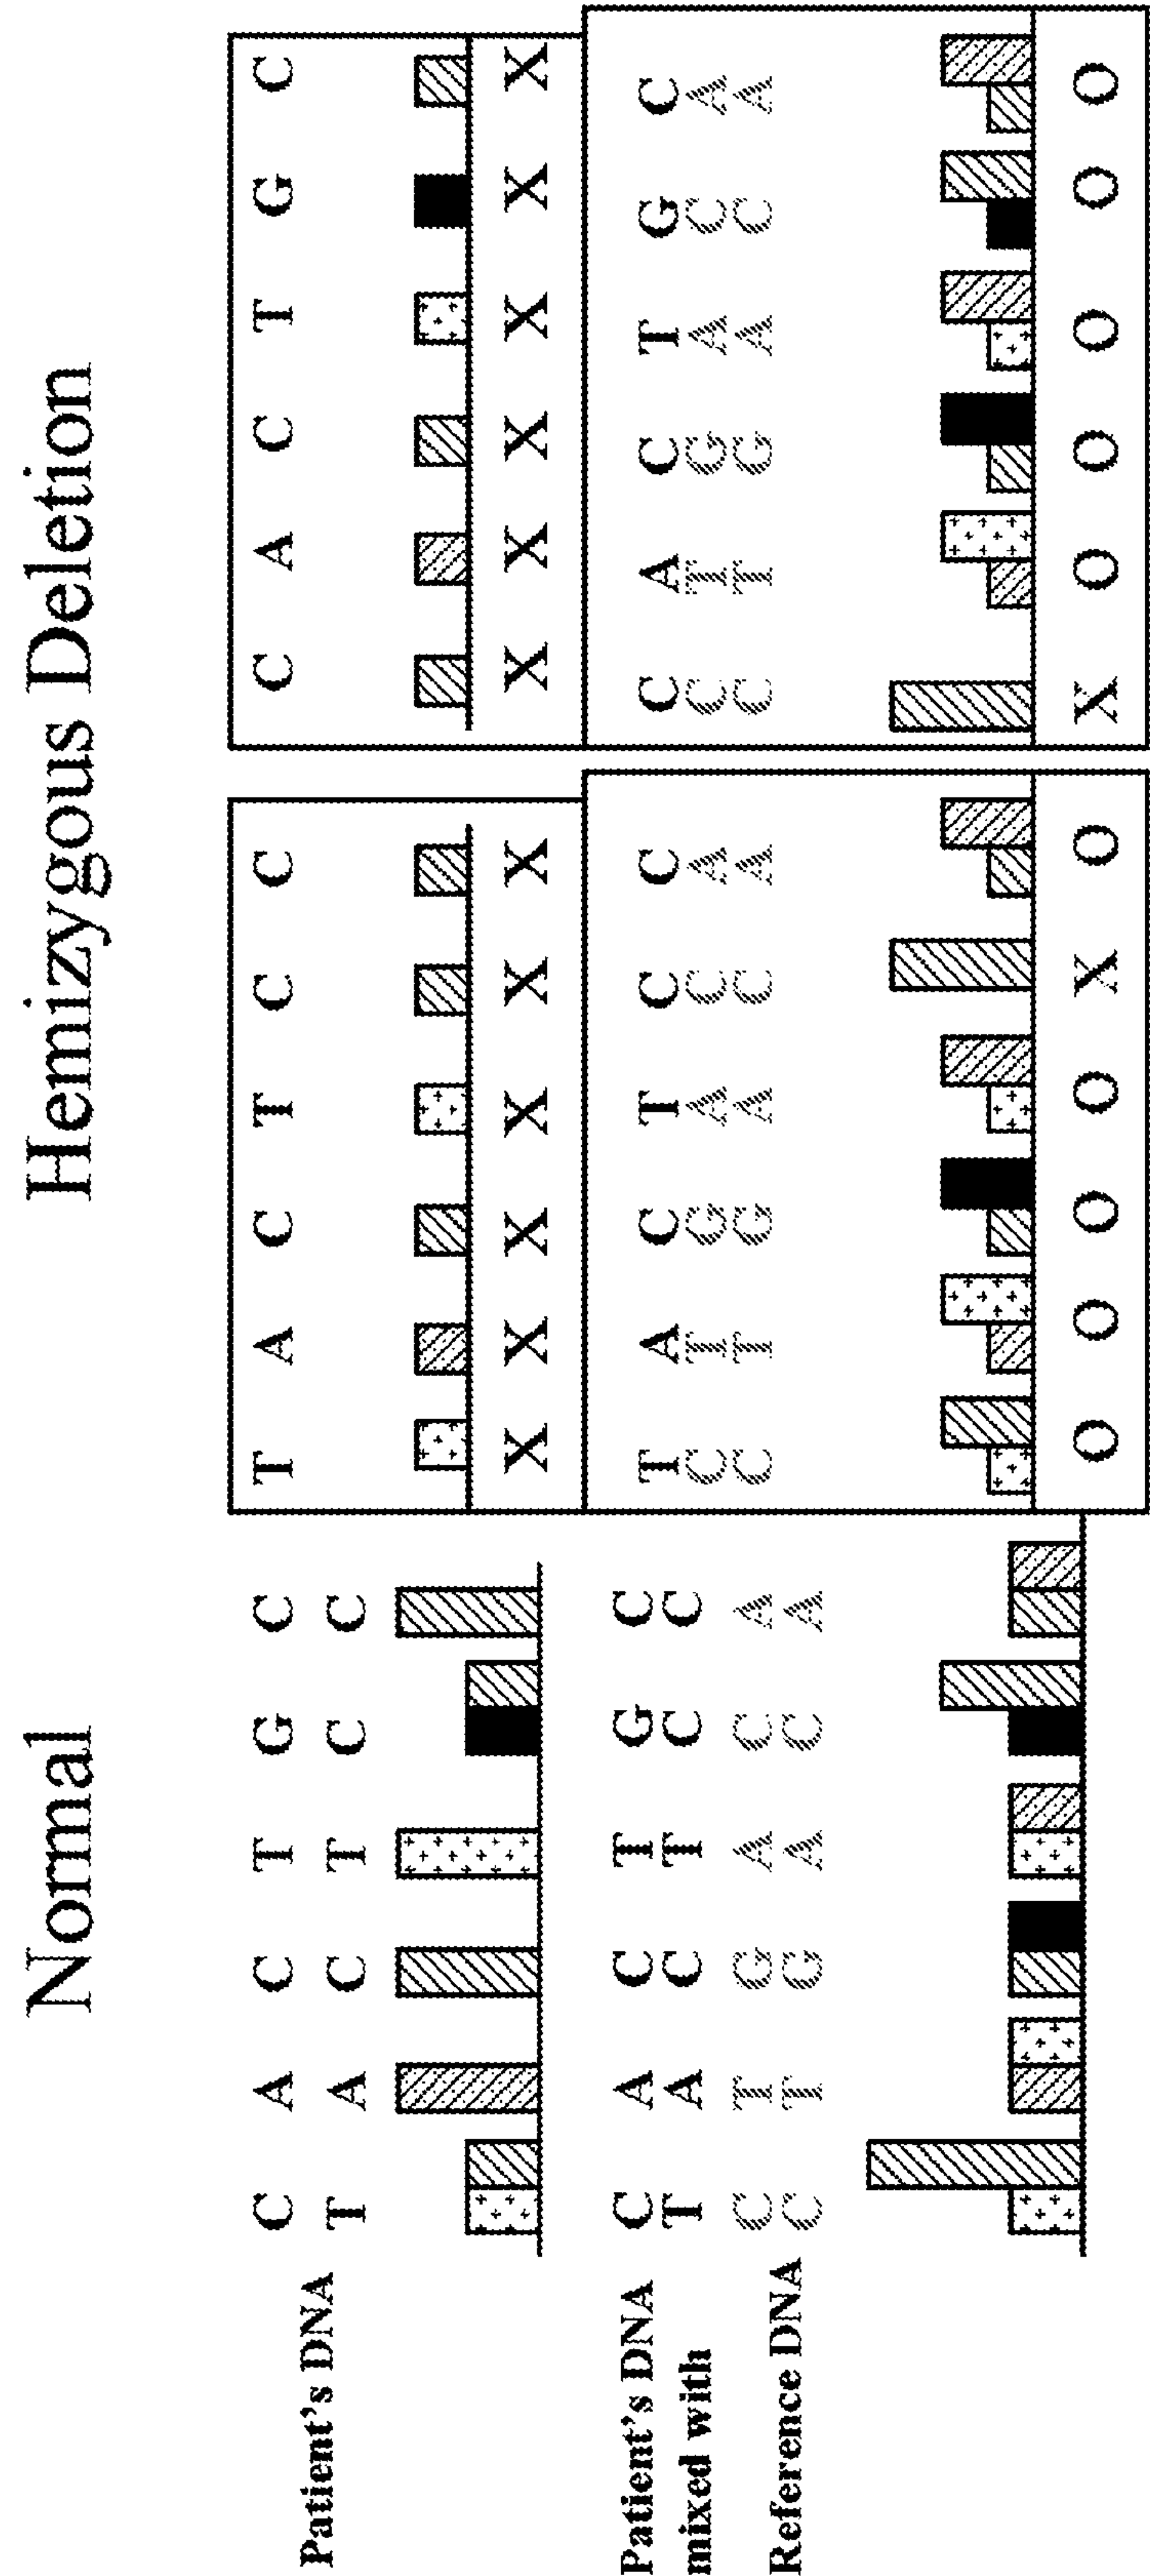 Normal Hemizygous Deletion
C A C T G C T A C T C C C A C T G C
Patient's DNA
T A C T C C
X X X X X X X X X X X X
Patient's DNA C A C T G C T A C T C C C A C T G C
mixed with T A C T C C C T G A C A C T G A C A
C T G A C A C T G A C A C T G A C A
Reference DNA C T G A C A
O O O O X O X O O O O O